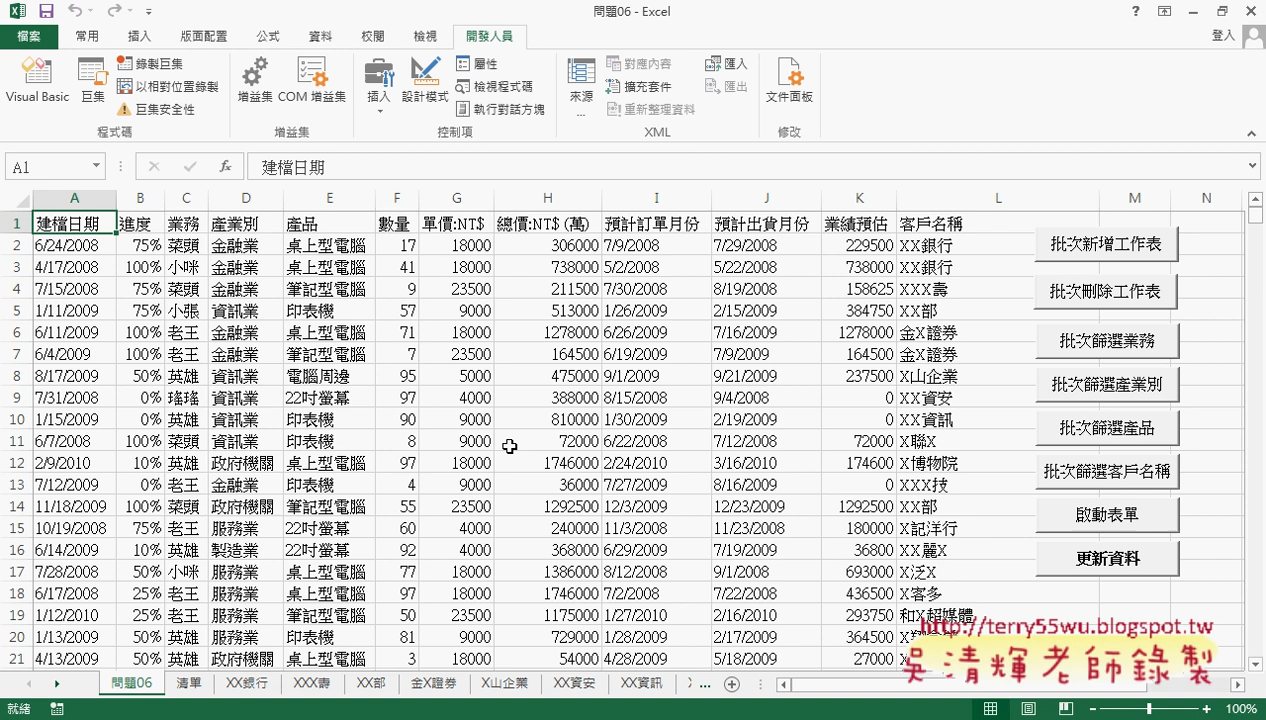 問題06 - Excel
登入
檔案 常用 插入 版面配置 公式 資料 校閱 檢視 開發人員
Visual Basic 巨集 錄製巨集 以相對位置錄製 巨集安全性 程式碼
增益集 COM 增益集 增益集
插入 設計模式 屬性 檢視程式碼 執行對話方塊 控制項
來源 ... 對應內容 擴充套件 重新整理資料 匯入 匯出 XML
文件面板 修改
A1 fx 建檔日期
A B C D E F G H I J K L M N
1 建檔日期 進度 業務 產業別 產品 數量 單價:NT$ 總價:NT$ (萬) 預計訂單月份 預計出貨月份 業績預估 客戶名稱
2 6/24/2008 75% 菜頭 金融業 桌上型電腦 17 18000 306000 7/9/2008 7/29/2008 229500 XX銀行
3 4/17/2008 100% 小咪 金融業 桌上型電腦 41 18000 738000 5/2/2008 5/22/2008 738000 XX銀行
4 7/15/2008 75% 菜頭 金融業 筆記型電腦 9 23500 211500 7/30/2008 8/19/2008 158625 XXX壽
5 1/11/2009 75% 小張 資訊業 印表機 57 9000 513000 1/26/2009 2/15/2009 384750 XX部
6 6/11/2009 100% 老王 金融業 桌上型電腦 71 18000 1278000 6/26/2009 7/16/2009 1278000 金X證券
7 6/4/2009 100% 老王 金融業 筆記型電腦 7 23500 164500 6/19/2009 7/9/2009 164500 金X證券
8 8/17/2009 50% 英雄 資訊業 電腦周邊 95 5000 475000 9/1/2009 9/21/2009 237500 X山企業
9 7/31/2008 0% 瑤瑤 資訊業 22吋螢幕 97 4000 388000 8/15/2008 9/4/2008 0 XX資安
10 1/15/2009 0% 英雄 資訊業 印表機 90 9000 810000 1/30/2009 2/19/2009 0 XX資訊
11 6/7/2008 100% 菜頭 資訊業 印表機 8 9000 72000 6/22/2008 7/12/2008 72000 X聯X
12 2/9/2010 10% 英雄 政府機關 桌上型電腦 97 18000 1746000 2/24/2010 3/16/2010 174600 X博物院
13 7/12/2009 0% 老王 金融業 印表機 4 9000 36000 7/27/2009 8/16/2009 0 XXX技
14 11/18/2009 100% 菜頭 政府機關 筆記型電腦 55 23500 1292500 12/3/2009 12/23/2009 1292500 XX部
15 10/19/2008 75% 老王 服務業 22吋螢幕 60 4000 240000 11/3/2008 11/23/2008 180000 X記洋行
16 6/14/2009 10% 英雄 製造業 22吋螢幕 92 4000 368000 6/29/2009 7/19/2009 36800 XX麗X
17 7/28/2008 50% 小咪 服務業 桌上型電腦 77 18000 1386000 8/12/2008 9/1/2008 693000 X泛X
18 6/17/2008 25% 老王 服務業 桌上型電腦 97 18000 1746000 7/2/2008 7/22/2008 436500 X客多
19 1/12/2010 25% 老王 服務業 筆記型電腦 50 23500 1175000 1/27/2010 2/16/2010 293750 和X超媒體
20 1/13/2009 50% 英雄 服務業 印表機 81 9000 729000 1/28/2009 2/17/2009 364500
21 4/13/2009 50% 英雄 政府機關 桌上型電腦 3 18000 54000 4/28/2009 5/18/2009 27000
批次新增工作表
批次刪除工作表
批次篩選業務
批次篩選產業別
批次篩選產品
批次篩選客戶名稱
啟動表單
更新資料
http://terry55wu.blogspot.tw
吳清輝老師錄製
問題06 清單 XX銀行 XXX壽 XX部 金X證券 X山企業 XX資安 XX資訊 ...
就緒 100%